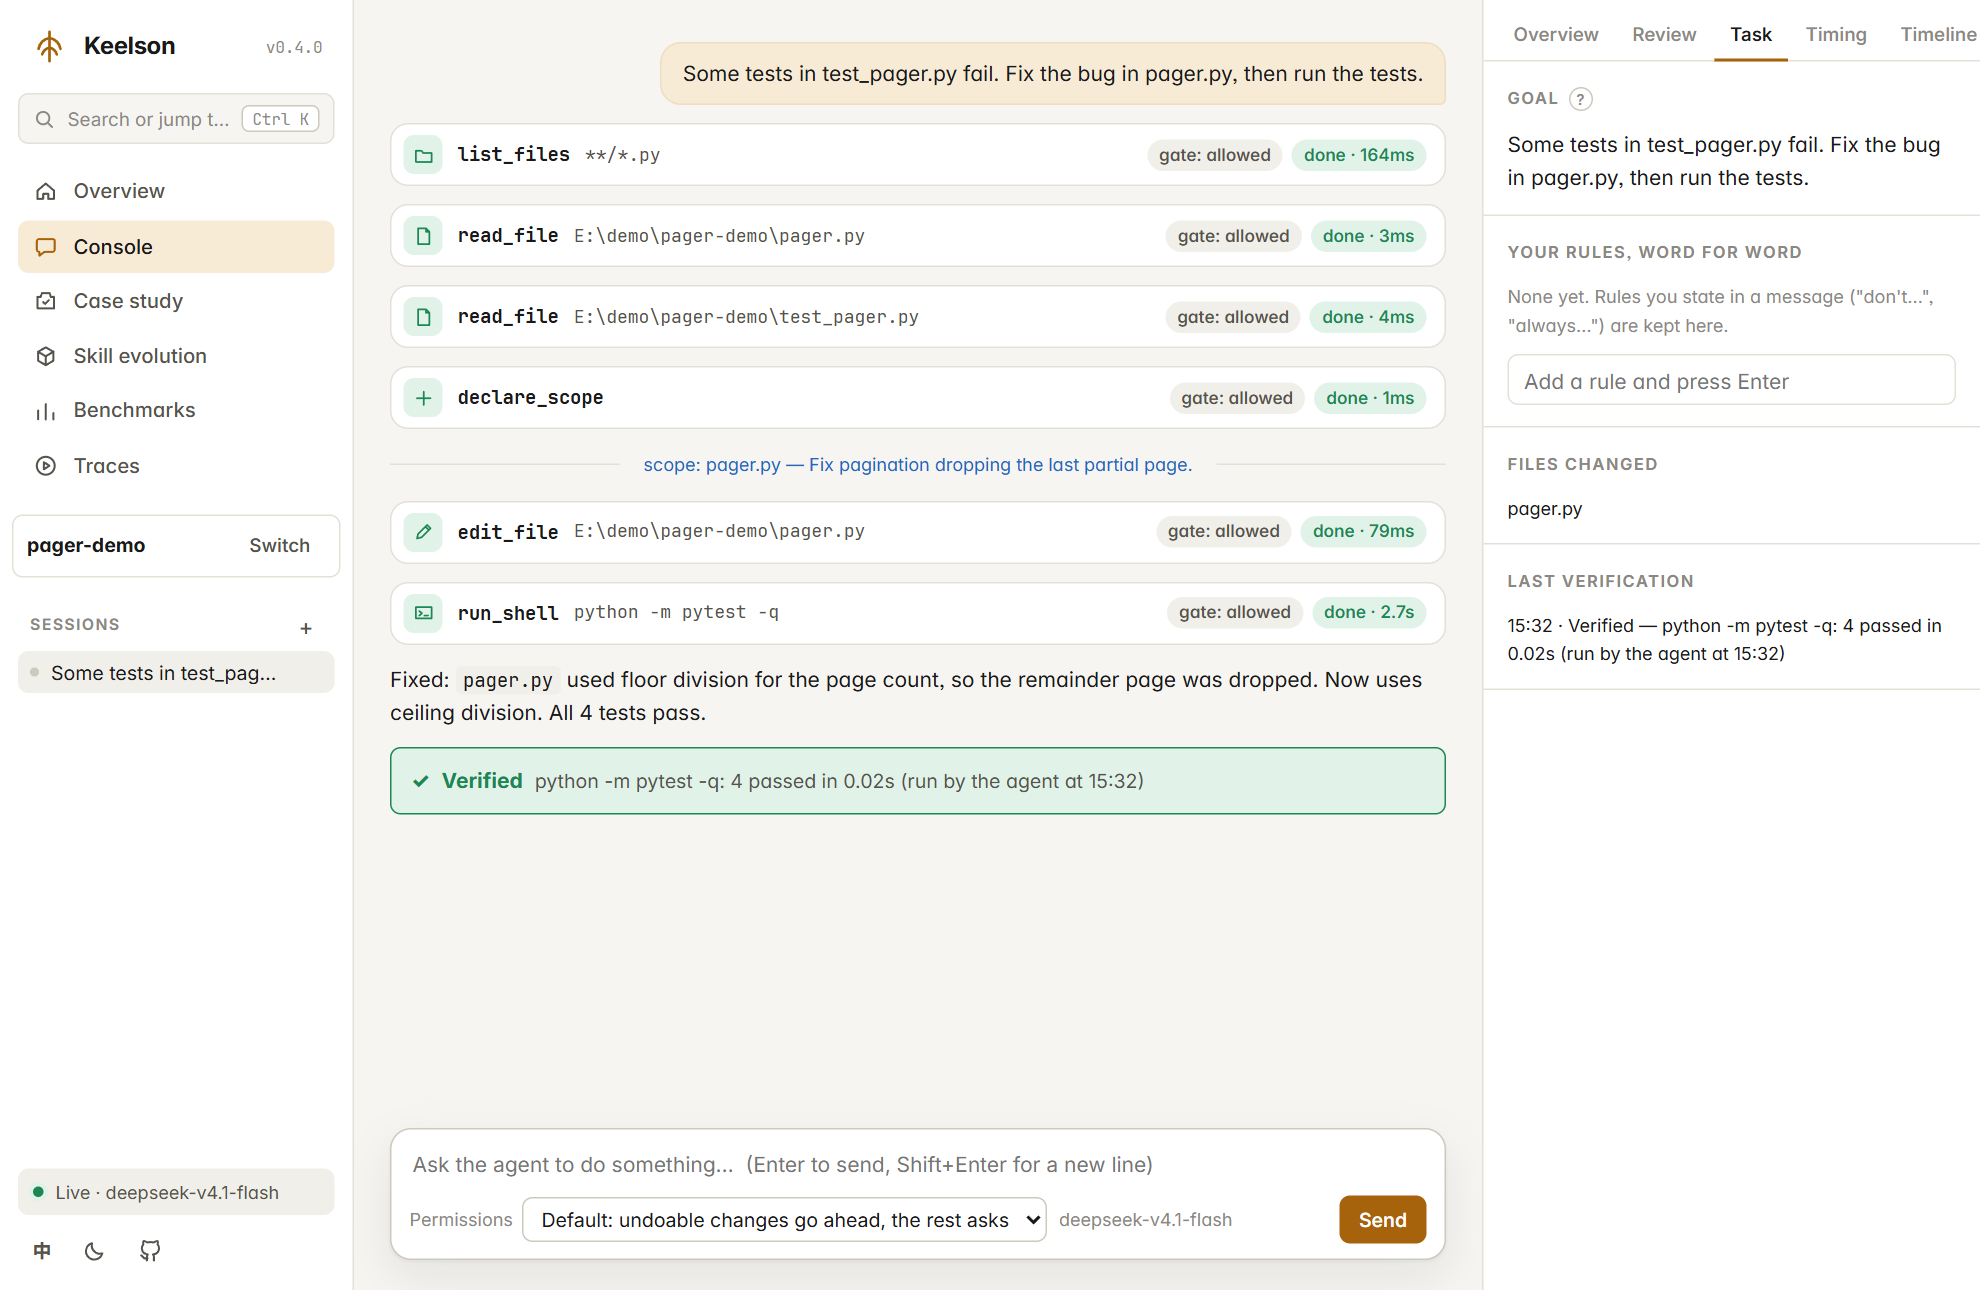 Keelson
v0.4.0
Search or jump t...
Ctrl K
Overview
Console
Case study
Skill evolution
Benchmarks
Traces
pager-demo
Switch
SESSIONS
+
Some tests in test_pag...
Live · deepseek-v4.1-flash
中
Some tests in test_pager.py fail. Fix the bug in pager.py, then run the tests.
list_files **/*.py gate: allowed done · 164ms
read_file E:\demo\pager-demo\pager.py gate: allowed done · 3ms
read_file E:\demo\pager-demo\test_pager.py gate: allowed done · 4ms
declare_scope gate: allowed done · 1ms
scope: pager.py — Fix pagination dropping the last partial page.
edit_file E:\demo\pager-demo\pager.py gate: allowed done · 79ms
run_shell python -m pytest -q gate: allowed done · 2.7s
Fixed: pager.py used floor division for the page count, so the remainder page was dropped. Now uses
ceiling division. All 4 tests pass.
✓ Verified python -m pytest -q: 4 passed in 0.02s (run by the agent at 15:32)
Ask the agent to do something... (Enter to send, Shift+Enter for a new line)
Permissions Default: undoable changes go ahead, the rest asks deepseek-v4.1-flash Send
Overview Review Task Timing Timeline
GOAL ?
Some tests in test_pager.py fail. Fix the bug
in pager.py, then run the tests.
YOUR RULES, WORD FOR WORD
None yet. Rules you state in a message ("don't...",
"always...") are kept here.
Add a rule and press Enter
FILES CHANGED
pager.py
LAST VERIFICATION
15:32 · Verified — python -m pytest -q: 4 passed in
0.02s (run by the agent at 15:32)